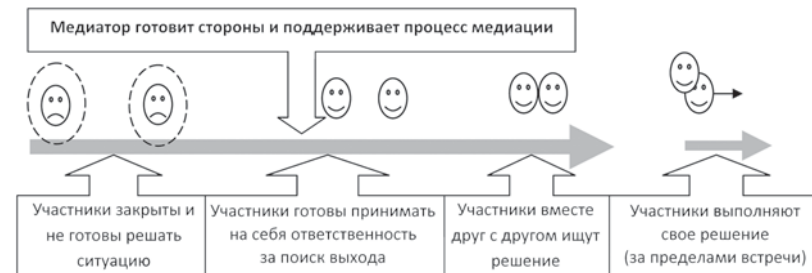 Медиатор готовит стороны и поддерживает процесс медиации
Участники закрыты и
не готовы решать
ситуацию
Участники готовы принимать
на себя ответственность
за поиск выхода
Участники вместе
друг с другом ищут
решение
Участники выполняют
свое решение
(за пределами встречи)